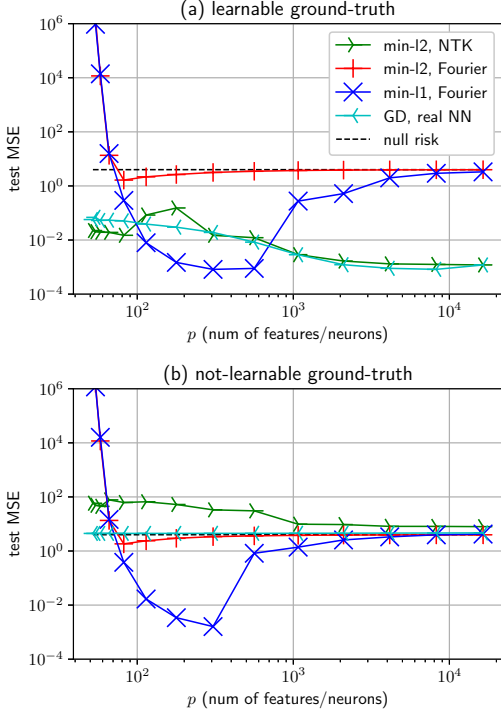 (a) learnable ground-truth
10^6
10^4
10^2
10^0
10^−2
10^−4
test MSE
min-l2, NTK
min-l2, Fourier
min-l1, Fourier
GD, real NN
null risk
10^2
10^3
10^4
p (num of features/neurons)
(b) not-learnable ground-truth
10^6
10^4
10^2
10^0
10^−2
10^−4
test MSE
10^2
10^3
10^4
p (num of features/neurons)